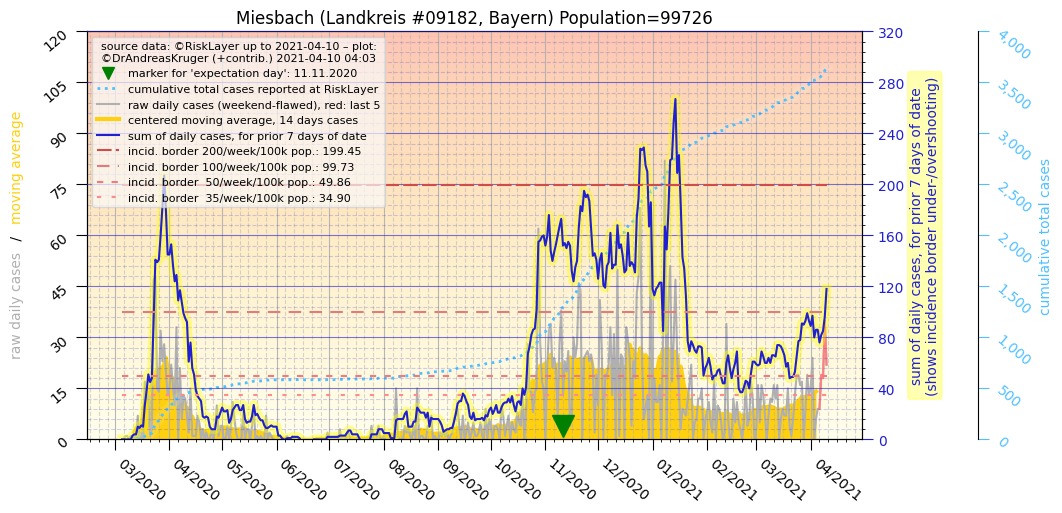 Miesbach (Landkreis #09182, Bayern) Population=99726
source data: ©RiskLayer up to 2021-04-10 – plot:
©DrAndreasKruger (+contrib.) 2021-04-10 04:03
marker for 'expectation day': 11.11.2020
cumulative total cases reported at RiskLayer
raw daily cases (weekend-flawed), red: last 5
centered moving average, 14 days cases
sum of daily cases, for prior 7 days of date
incid. border 200/week/100k pop.: 199.45
incid. border 100/week/100k pop.: 99.73
incid. border  50/week/100k pop.: 49.86
incid. border  35/week/100k pop.: 34.90
raw daily cases / moving average
120
105
90
75
60
45
30
15
0
03/2020
04/2020
05/2020
06/2020
07/2020
08/2020
09/2020
10/2020
11/2020
12/2020
01/2021
02/2021
03/2021
04/2021
320
280
240
200
160
120
80
40
0
sum of daily cases, for prior 7 days of date
(shows incidence border under-/overshooting)
4,000
3,500
3,000
2,500
2,000
1,500
1,000
500
0
cumulative total cases